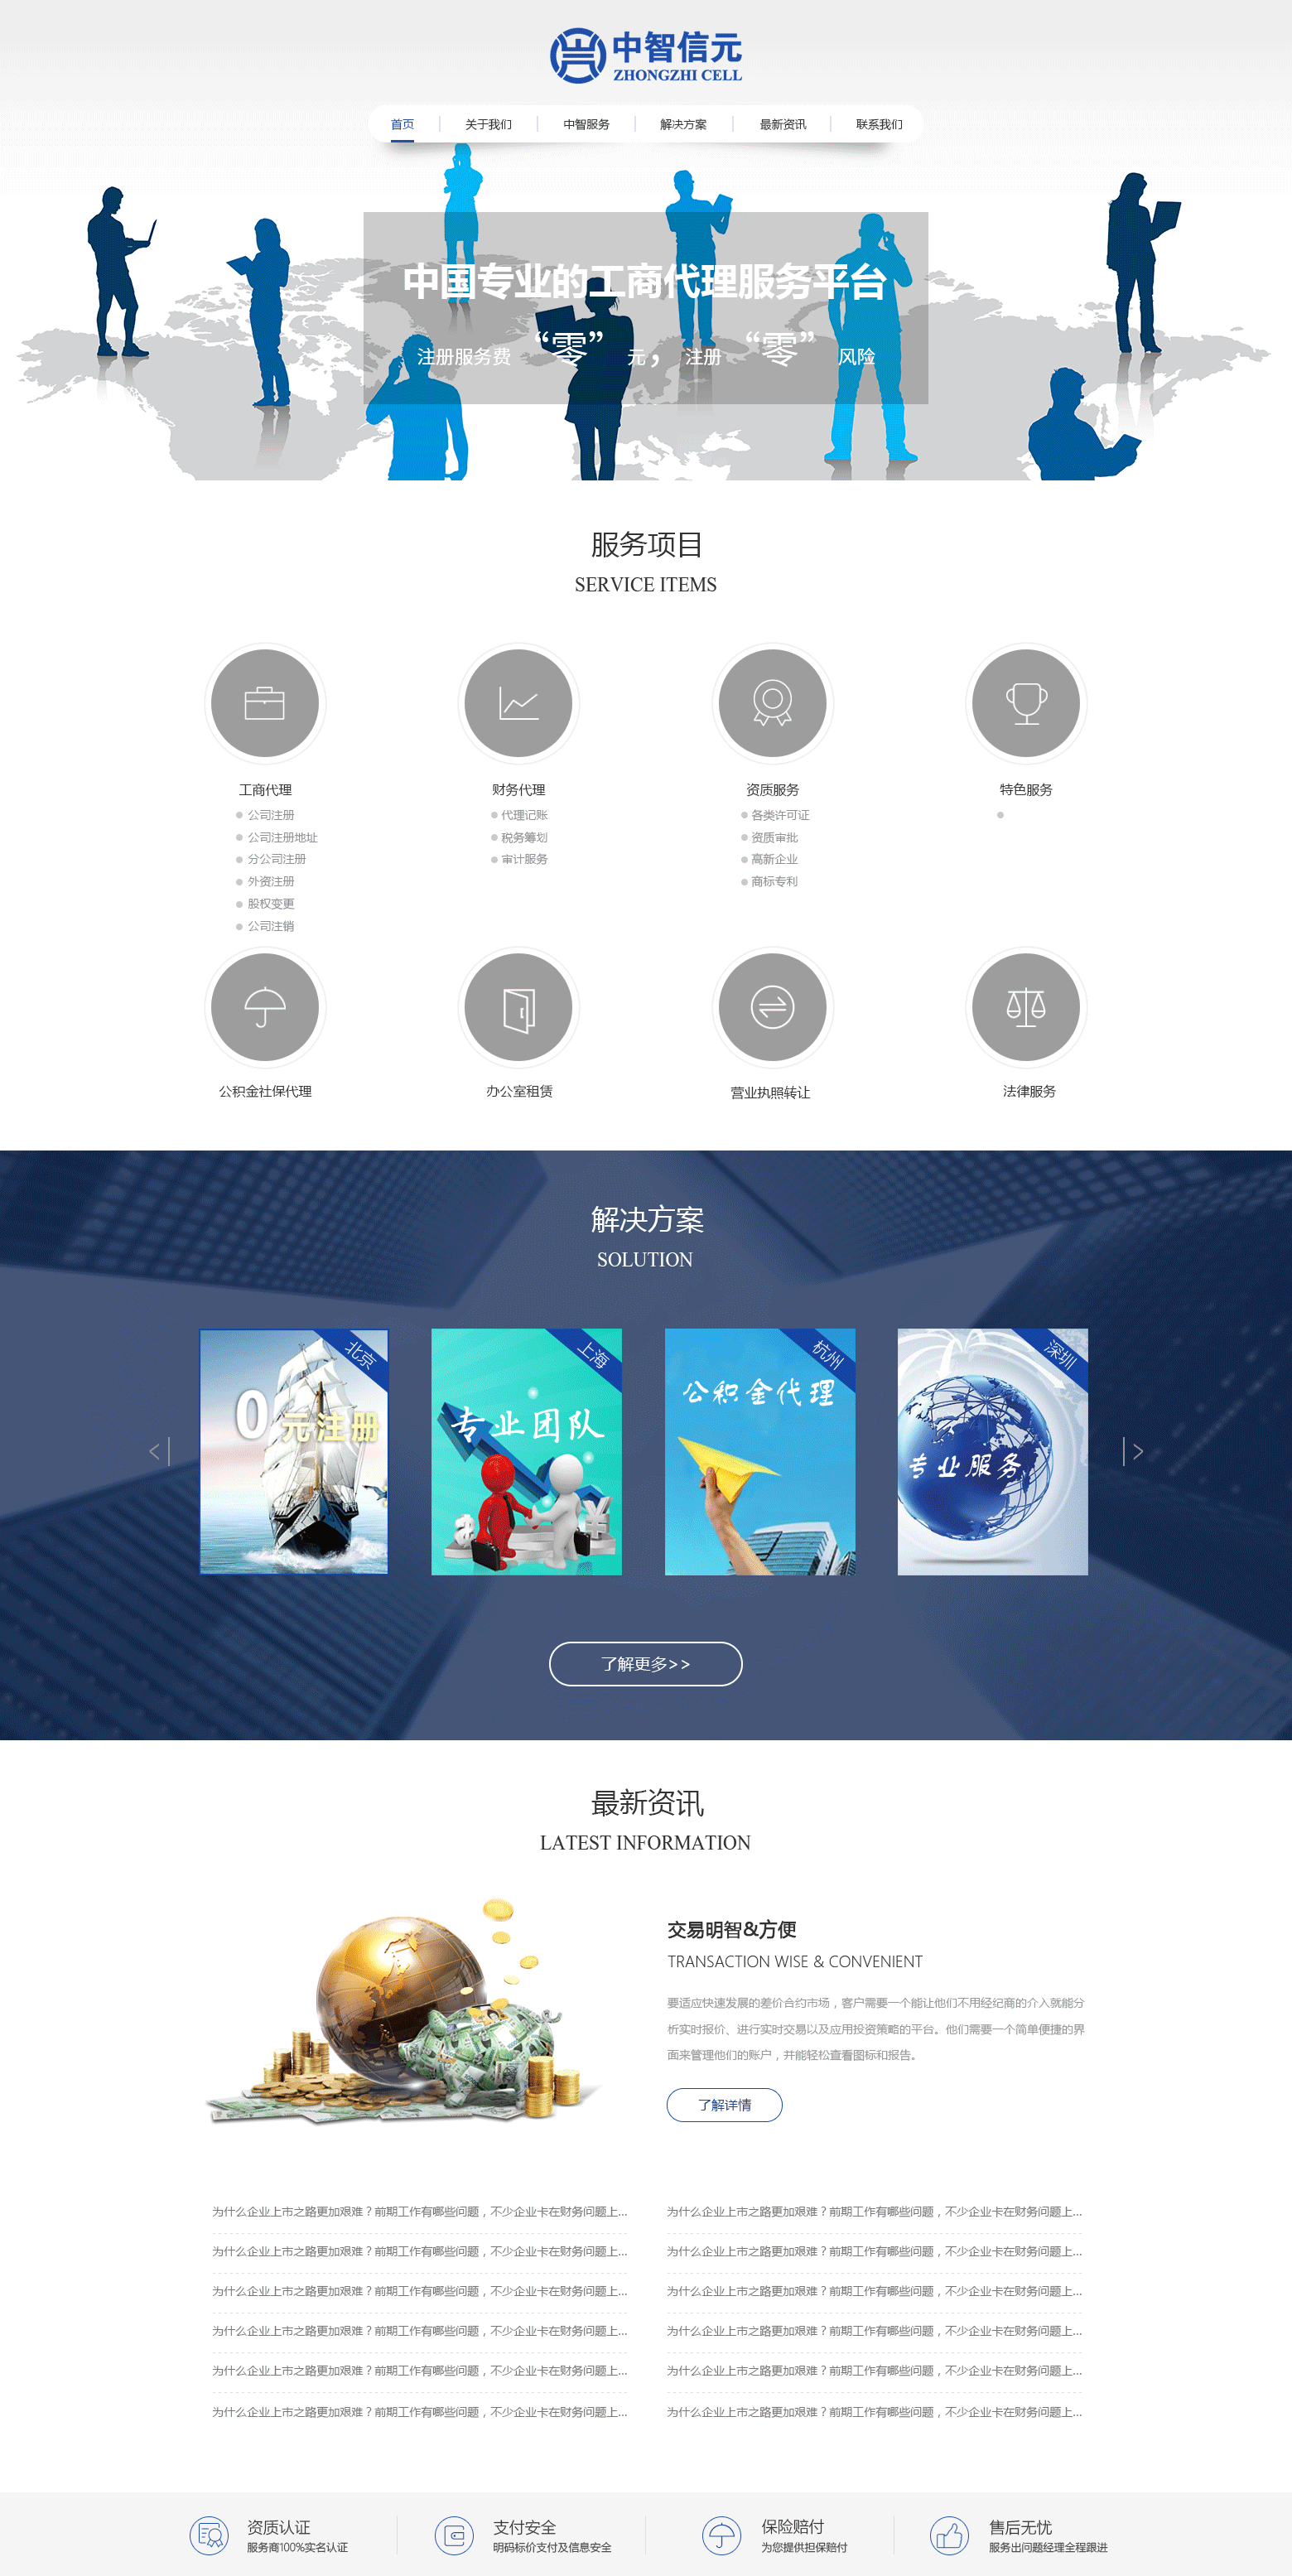 中智信元
ZHONGZHI CELL
首页 关于我们 中智服务 解决方案 最新资讯 联系我们
中国专业的工商代理服务平台
注册服务费 “零” 元， 注册 “零” 风险
服务项目
SERVICE ITEMS
工商代理
公司注册
公司注册地址
分公司注册
外资注册
股权变更
公司注销
财务代理
代理记账
税务筹划
审计服务
资质服务
各类许可证
资质审批
高新企业
商标专利
特色服务
公积金社保代理
办公室租赁
营业执照转让
法律服务
解决方案
SOLUTION
北京
0元注册
上海
专业团队
杭州
公积金代理
深圳
专业服务
了解更多>>
最新资讯
LATEST INFORMATION
交易明智&方便
TRANSACTION WISE & CONVENIENT
要适应快速发展的差价合约市场，客户需要一个能让他们不用经纪商的介入就能分
析实时报价、进行实时交易以及应用投资策略的平台。他们需要一个简单便捷的界
面来管理他们的账户，并能轻松查看图标和报告。
了解详情
为什么企业上市之路更加艰难？前期工作有哪些问题，不少企业卡在财务问题上...
为什么企业上市之路更加艰难？前期工作有哪些问题，不少企业卡在财务问题上...
为什么企业上市之路更加艰难？前期工作有哪些问题，不少企业卡在财务问题上...
为什么企业上市之路更加艰难？前期工作有哪些问题，不少企业卡在财务问题上...
为什么企业上市之路更加艰难？前期工作有哪些问题，不少企业卡在财务问题上...
为什么企业上市之路更加艰难？前期工作有哪些问题，不少企业卡在财务问题上...
为什么企业上市之路更加艰难？前期工作有哪些问题，不少企业卡在财务问题上...
为什么企业上市之路更加艰难？前期工作有哪些问题，不少企业卡在财务问题上...
为什么企业上市之路更加艰难？前期工作有哪些问题，不少企业卡在财务问题上...
为什么企业上市之路更加艰难？前期工作有哪些问题，不少企业卡在财务问题上...
为什么企业上市之路更加艰难？前期工作有哪些问题，不少企业卡在财务问题上...
为什么企业上市之路更加艰难？前期工作有哪些问题，不少企业卡在财务问题上...
资质认证
服务商100%实名认证
支付安全
明码标价支付及信息安全
保险赔付
为您提供担保赔付
售后无忧
服务出问题经理全程跟进